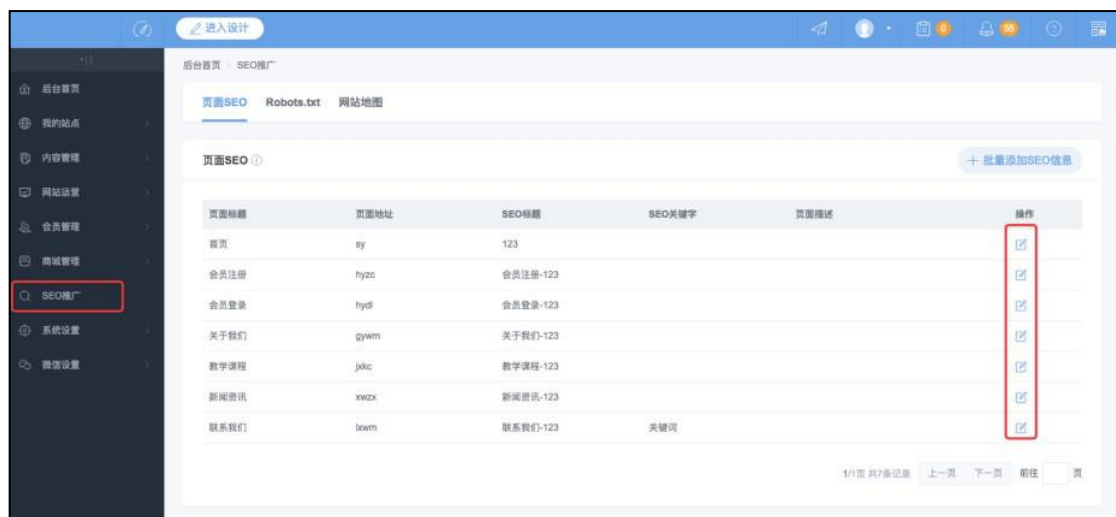 进入设计
0
55
后台首页
我的站点
内容管理
网站运营
会员管理
商城管理
SEO推广
系统设置
微信设置
后台首页 / SEO推广
页面SEO Robots.txt 网站地图
页面SEO
+ 批量添加SEO信息
页面标题 页面地址 SEO标题 SEO关键字 页面描述 操作
首页 sy 123
会员注册 hyzc 会员注册-123
会员登录 hydl 会员登录-123
关于我们 gywm 关于我们-123
教学课程 jxkc 教学课程-123
新闻资讯 xwzx 新闻资讯-123
联系我们 lxwm 联系我们-123 关键词
1/1页 共7条记录 上一页 下一页 前往 页